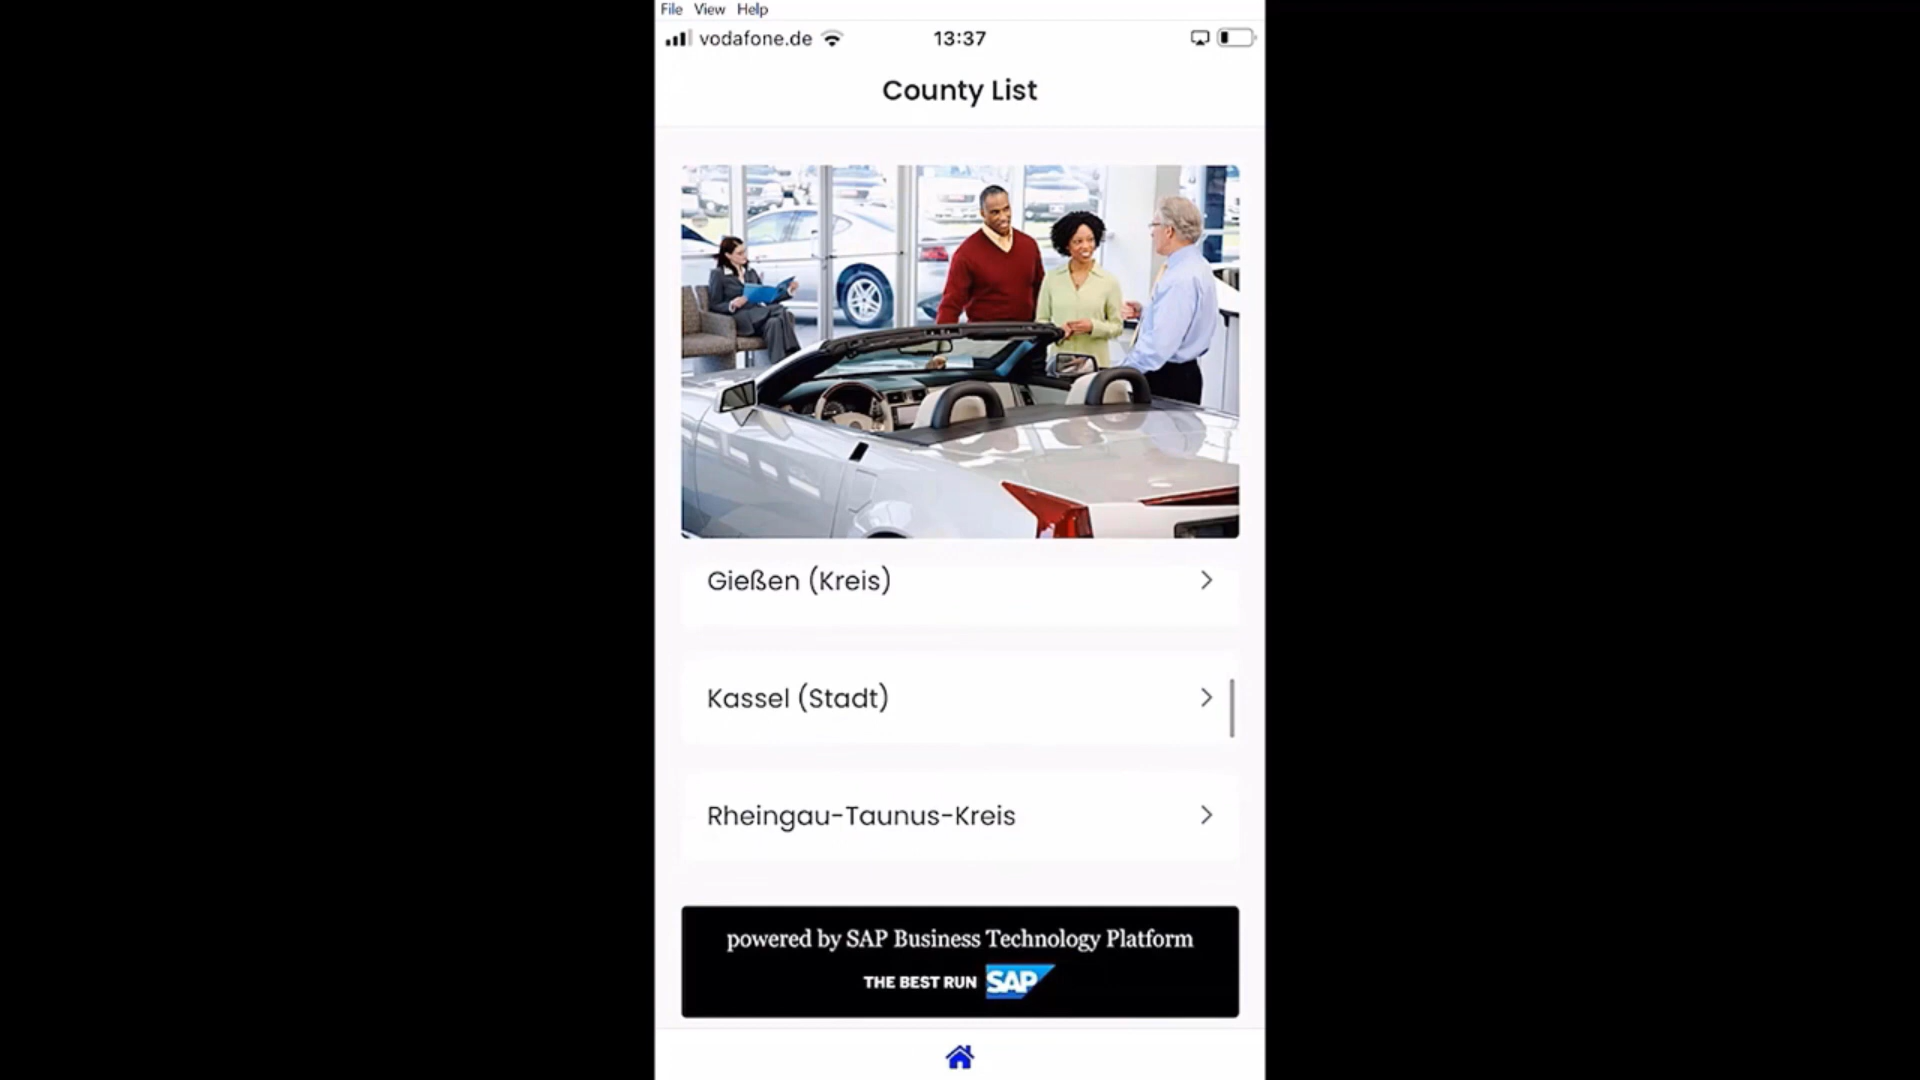 File View Help
vodafone.de 13:37
County List
Gießen (Kreis)
Kassel (Stadt)
Rheingau-Taunus-Kreis
powered by SAP Business Technology Platform
THE BEST RUN SAP